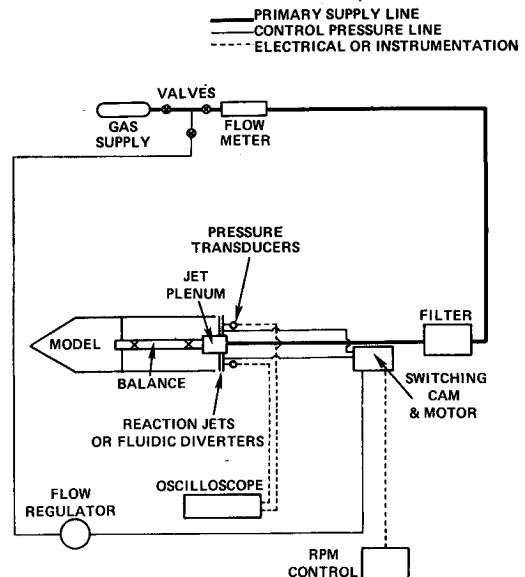 PRIMARY SUPPLY LINE
CONTROL PRESSURE LINE
ELECTRICAL OR INSTRUMENTATION
VALVES
GAS
SUPPLY
FLOW
METER
PRESSURE
TRANSDUCERS
JET
PLENUM
FILTER
MODEL
BALANCE
SWITCHING
CAM
& MOTOR
REACTION JETS
OR FLUIDIC DIVERTERS
OSCILLOSCOPE
FLOW
REGULATOR
RPM
CONTROL